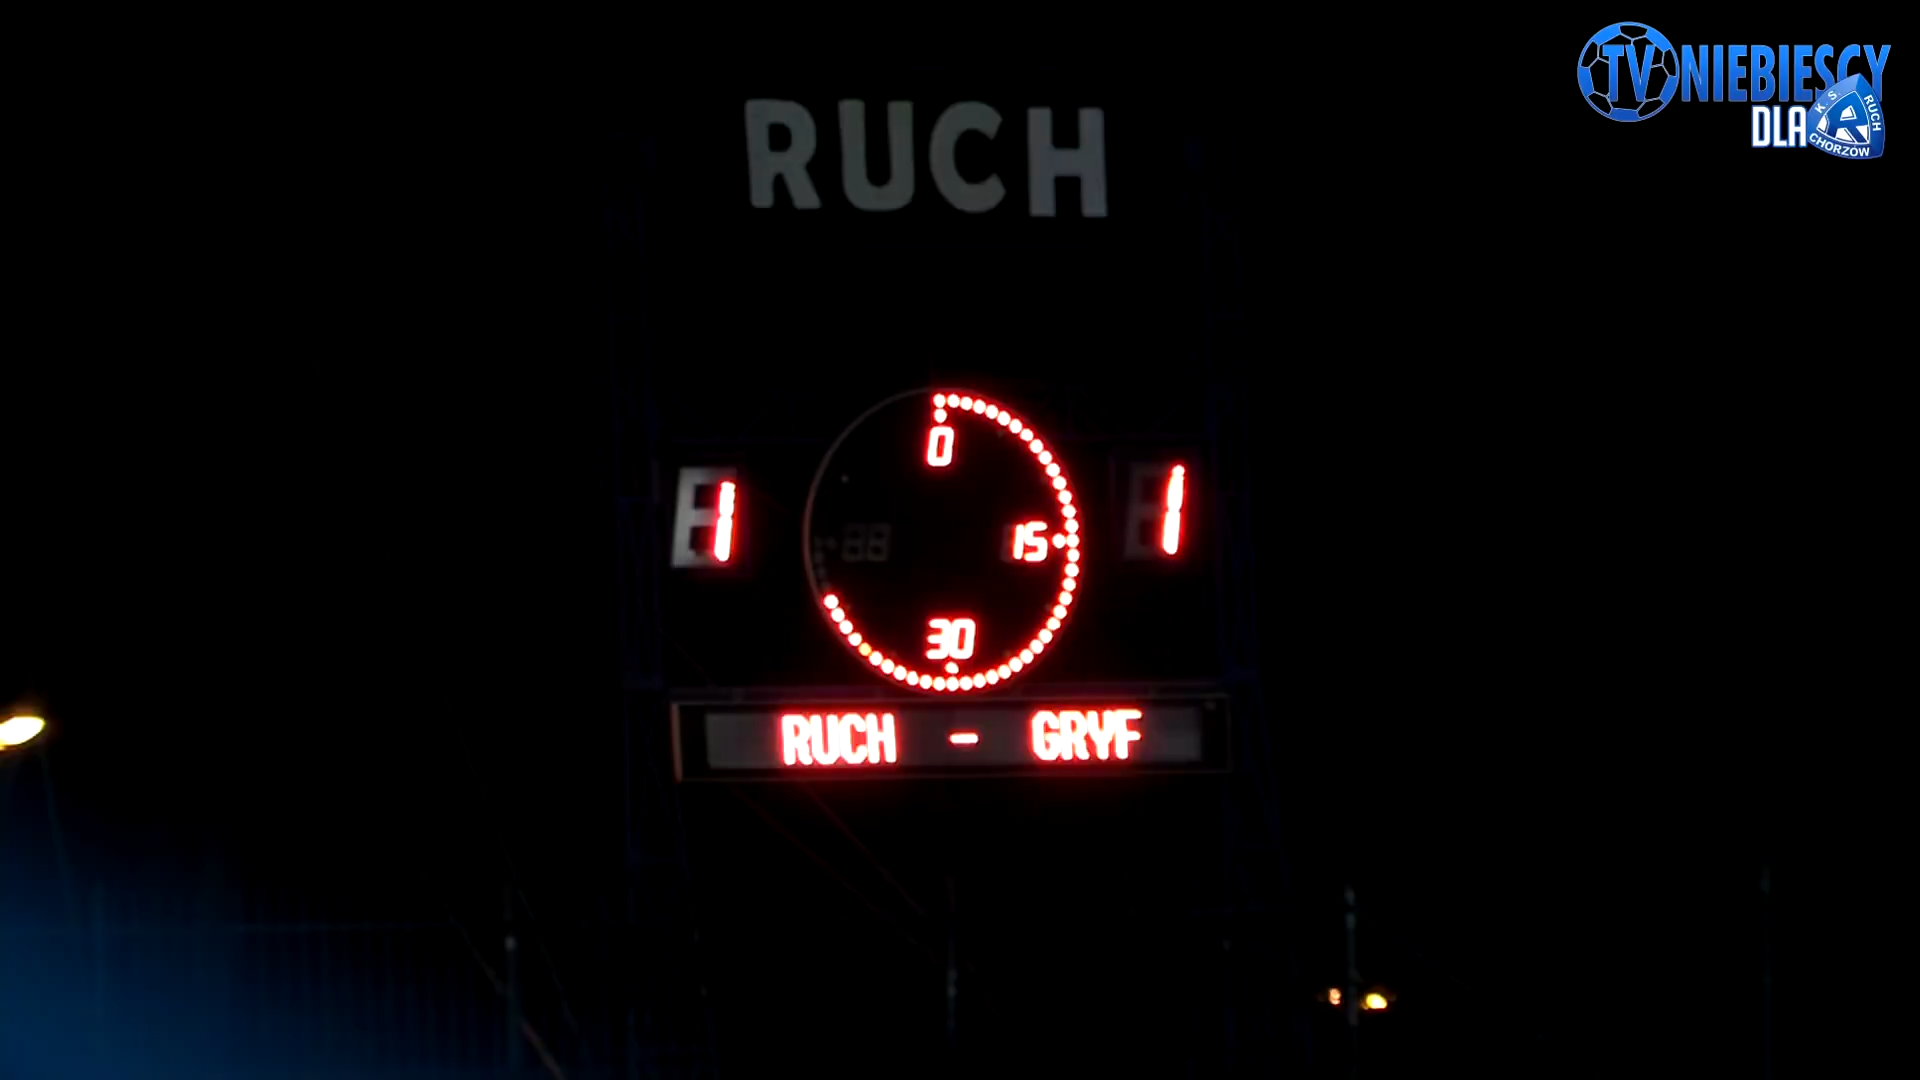 TV NIEBIESCY
DLA
K.S. RUCH
CHORZÓW
RUCH
0
1
15
1
30
RUCH - GRYF